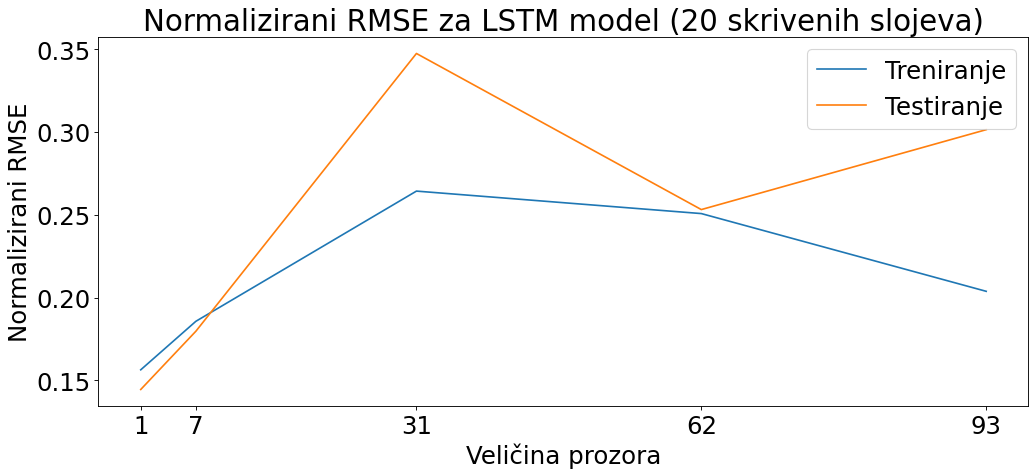 Normalizirani RMSE za LSTM model (20 skrivenih slojeva)
Treniranje
Testiranje
Normalizirani RMSE
0.35
0.30
0.25
0.20
0.15
1 7 31 62 93
Veličina prozora